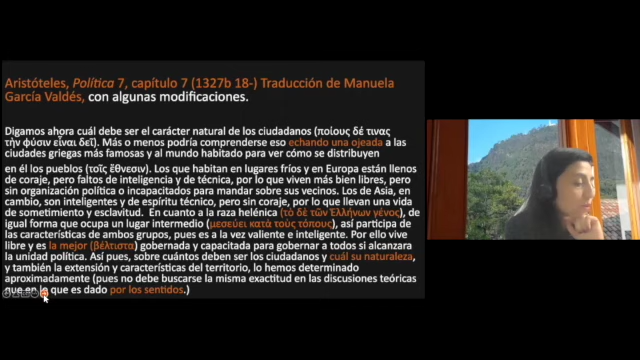 Aristóteles, Política 7, capítulo 7 (1327b 18-) Traducción de Manuela
García Valdés, con algunas modificaciones.
Digamos ahora cuál debe ser el carácter natural de los ciudadanos (ποίους δέ τινας
τὴν φύσιν εἶναι δεῖ). Más o menos podría comprenderse eso echando una ojeada a las
ciudades griegas más famosas y al mundo habitado para ver cómo se distribuyen
en él los pueblos (τοῖς ἔθνεσιν). Los que habitan en lugares fríos y en Europa están llenos
de coraje, pero faltos de inteligencia y de técnica, por lo que viven más bien libres, pero
sin organización política o incapacitados para mandar sobre sus vecinos. Los de Asia, en
cambio, son inteligentes y de espíritu técnico, pero sin coraje, por lo que llevan una vida
de sometimiento y esclavitud. En cuanto a la raza helénica (τὸ δὲ τῶν Ἑλλήνων γένος), de
igual forma que ocupa un lugar intermedio (μεσεύει κατὰ τοὺς τόπους), así participa de
las características de ambos grupos, pues es a la vez valiente e inteligente. Por ello vive
libre y es la mejor (βέλτιστα) gobernada y capacitada para gobernar a todos si alcanzara
la unidad política. Así pues, sobre cuántos deben ser los ciudadanos y cuál su naturaleza,
y también la extensión y características del territorio, lo hemos determinado
aproximadamente (pues no debe buscarse la misma exactitud en las discusiones teóricas
que en lo que es dado por los sentidos.)